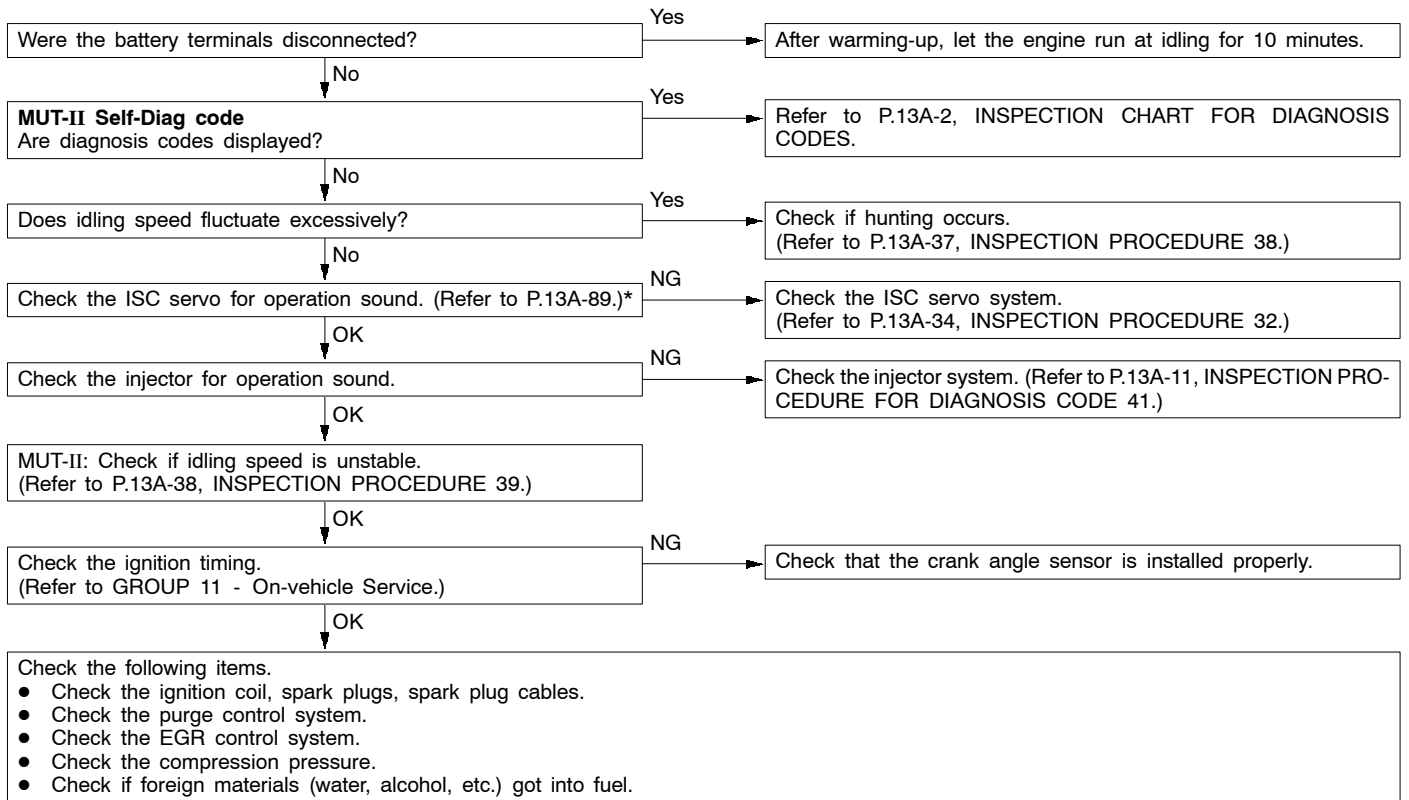 Were the battery terminals disconnected?
Yes
After warming-up, let the engine run at idling for 10 minutes.
No
MUT-II Self-Diag code
Are diagnosis codes displayed?
Yes
Refer to P.13A-2, INSPECTION CHART FOR DIAGNOSIS
CODES.
No
Does idling speed fluctuate excessively?
Yes
Check if hunting occurs.
(Refer to P.13A-37, INSPECTION PROCEDURE 38.)
No
Check the ISC servo for operation sound. (Refer to P.13A-89.)*
NG
Check the ISC servo system.
(Refer to P.13A-34, INSPECTION PROCEDURE 32.)
OK
Check the injector for operation sound.
NG
Check the injector system. (Refer to P.13A-11, INSPECTION PRO-
CEDURE FOR DIAGNOSIS CODE 41.)
OK
MUT-II: Check if idling speed is unstable.
(Refer to P.13A-38, INSPECTION PROCEDURE 39.)
OK
Check the ignition timing.
(Refer to GROUP 11 - On-vehicle Service.)
NG
Check that the crank angle sensor is installed properly.
OK
Check the following items.
● Check the ignition coil, spark plugs, spark plug cables.
● Check the purge control system.
● Check the EGR control system.
● Check the compression pressure.
● Check if foreign materials (water, alcohol, etc.) got into fuel.